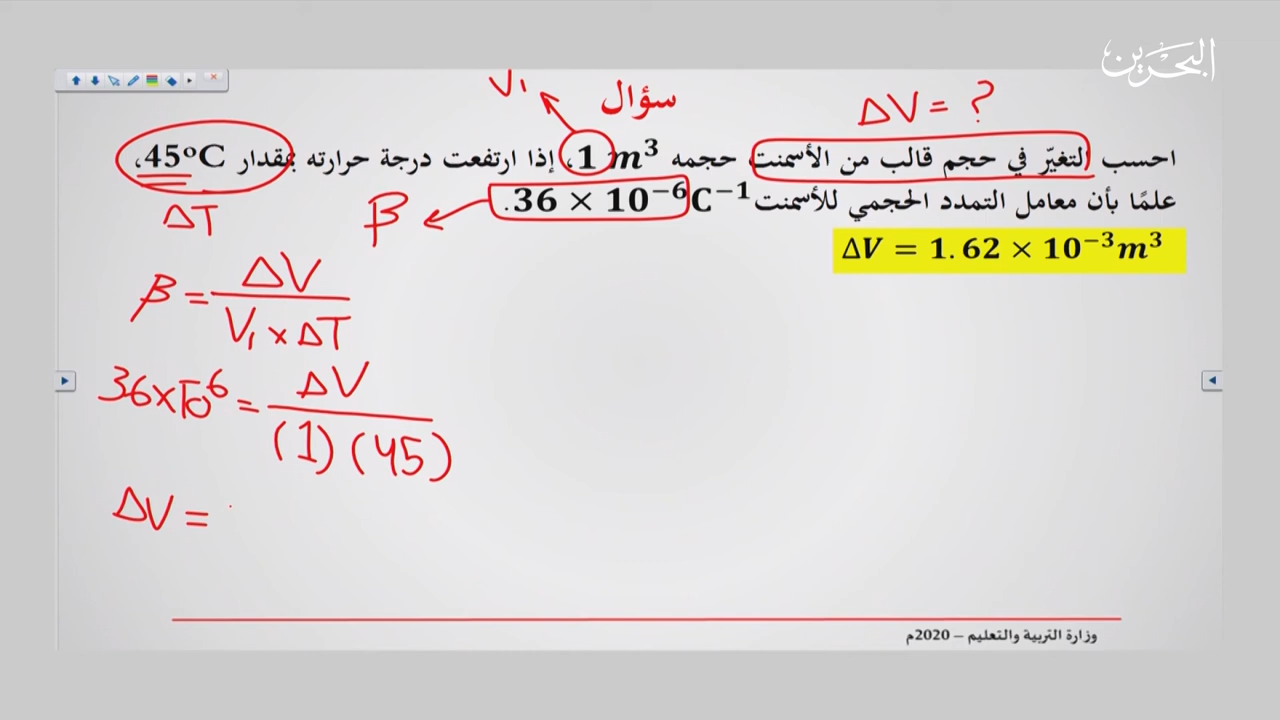 البحرين
سؤال
V₁
ΔV = ?
احسب التغيّر في حجم قالب من الأسمنت حجمه 1 m³، إذا ارتفعت درجة حرارته بمقدار 45°C،
علمًا بأن معامل التمدد الحجمي للأسمنت 36 × 10⁻⁶ C⁻¹.
ΔT
β
ΔV = 1.62 × 10⁻³ m³
β = ΔV / V₁ × ΔT
36×10⁻⁶ = ΔV / (1) (45)
ΔV =
وزارة التربية والتعليم – 2020م